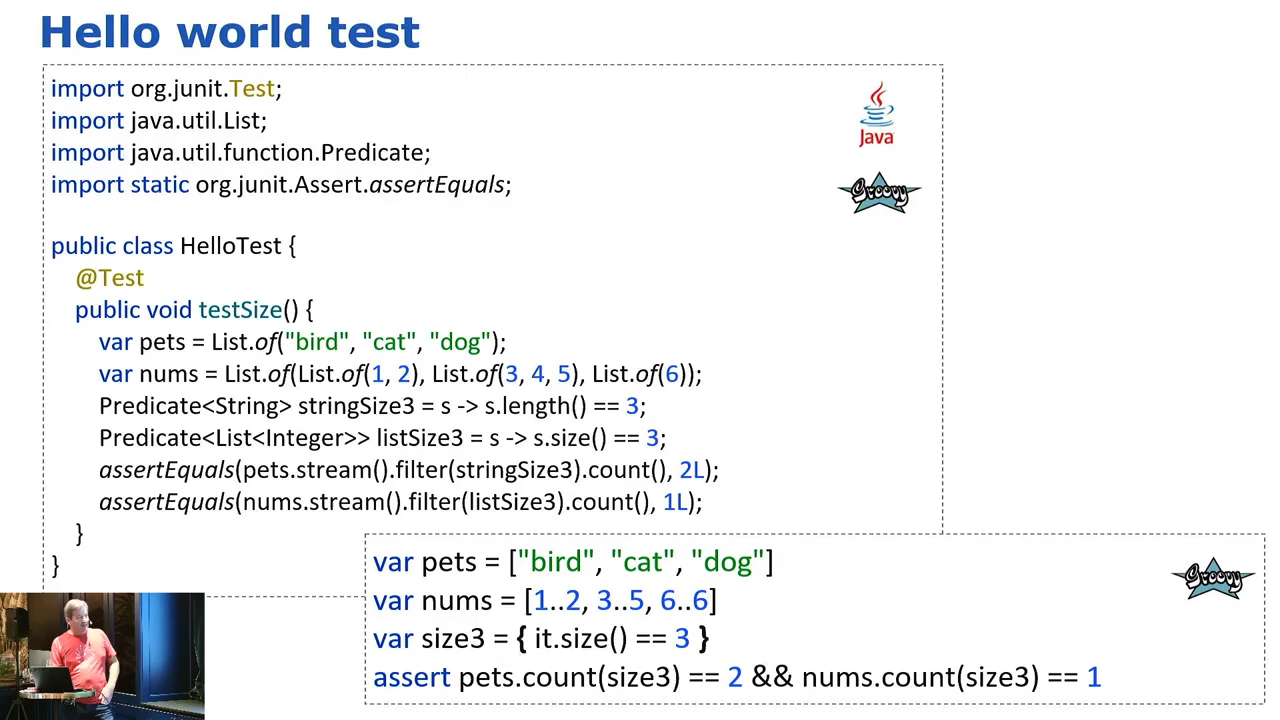 Hello world test
import org.junit.Test;
import java.util.List;
import java.util.function.Predicate;
import static org.junit.Assert.assertEquals;
Java
Groovy
public class HelloTest {
@Test
public void testSize() {
var pets = List.of("bird", "cat", "dog");
var nums = List.of(List.of(1, 2), List.of(3, 4, 5), List.of(6));
Predicate<String> stringSize3 = s -> s.length() == 3;
Predicate<List<Integer>> listSize3 = s -> s.size() == 3;
assertEquals(pets.stream().filter(stringSize3).count(), 2L);
assertEquals(nums.stream().filter(listSize3).count(), 1L);
}
}
var pets = ["bird", "cat", "dog"]
var nums = [1..2, 3..5, 6..6]
var size3 = { it.size() == 3 }
assert pets.count(size3) == 2 && nums.count(size3) == 1
Groovy